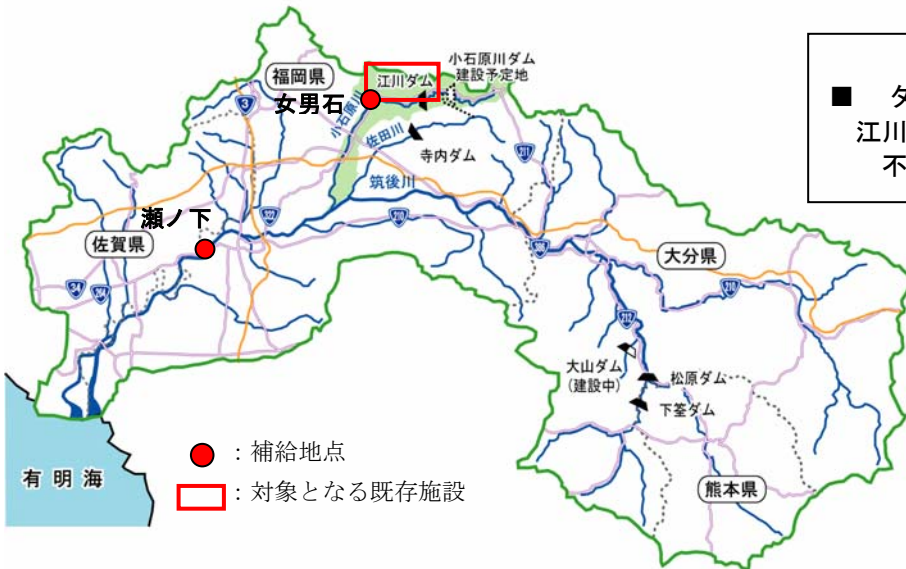 小石原川ダム
建設予定地
福岡県
江川ダム
女男石
3
小石原川
佐田川
寺内ダム
211
筑後川
322
210
瀬ノ下
佐賀県
386
大分県
34
264
210
212
大山ダム
(建設中)
松原ダム
下筌ダム
熊本県
有明海
:補給地点
:対象となる既存施設
■ ダ
江川
不